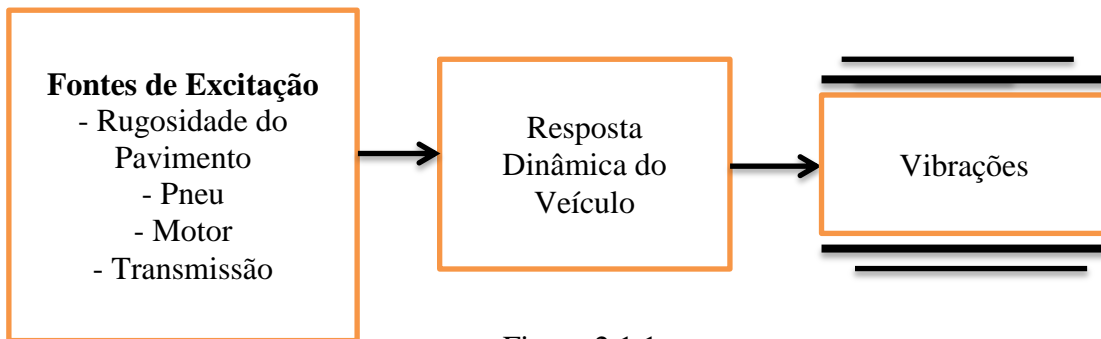 Fontes de Excitação
- Rugosidade do
Pavimento
- Pneu
- Motor
- Transmissão
Resposta
Dinâmica do
Veículo
Vibrações